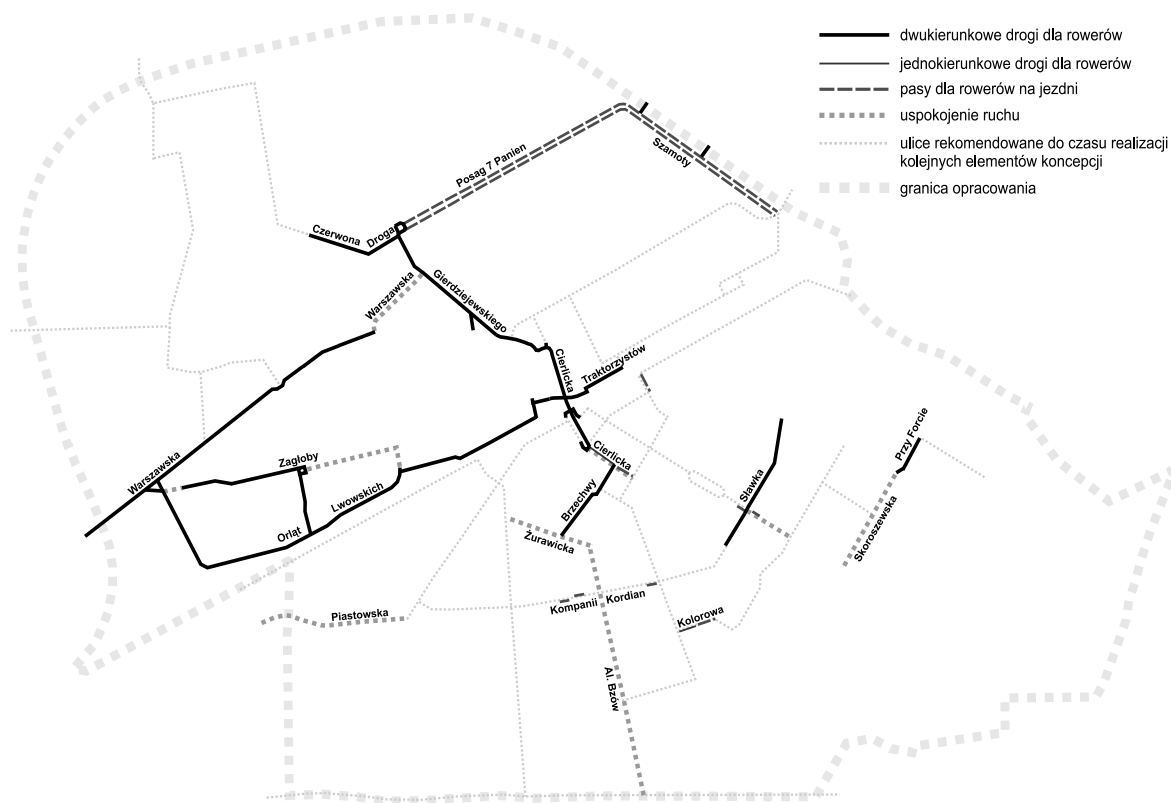 dwukierunkowe drogi dla rowerów
jednokierunkowe drogi dla rowerów
pasy dla rowerów na jezdni
uspokojenie ruchu
ulice rekomendowane do czasu realizacji
kolejnych elementów koncepcji
granica opracowania
Posag 7 Panien
Szamoty
Czerwona
Droga
Warszawska
Gierdziejewskiego
Cierlicka
Traktorzystów
Warszawska
Zagłoby
Lwowskich
Orląt
Cierlicka
Brzechwy
Żurawicka
Sławka
Przy Forcie
Skoroszewska
Piastowska
Kompanii
Kordian
Kolorowa
Al. Bzów